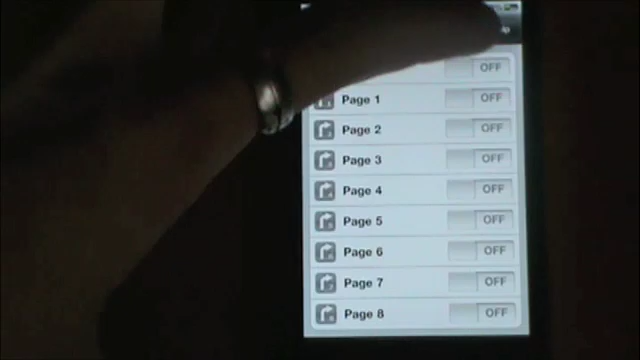 OFF
Page 1 OFF
Page 2 OFF
Page 3 OFF
Page 4 OFF
Page 5 OFF
Page 6 OFF
Page 7 OFF
Page 8 OFF